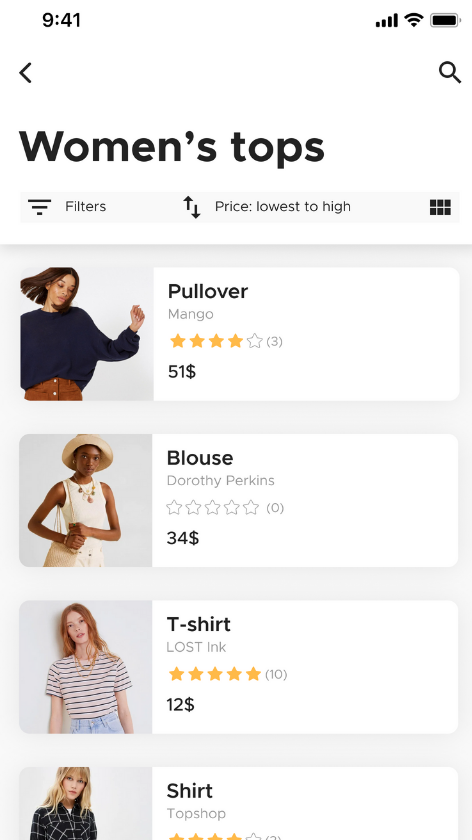 9:41
Women's tops
Filters
Price: lowest to high
Pullover
Mango
(3)
51$
Blouse
Dorothy Perkins
(0)
34$
T-shirt
LOST Ink
(10)
12$
Shirt
Topshop